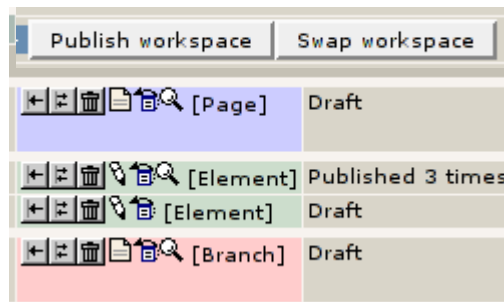 Publish workspace Swap workspace
[Page] Draft
[Element] Published 3 times
[Element] Draft
[Branch] Draft